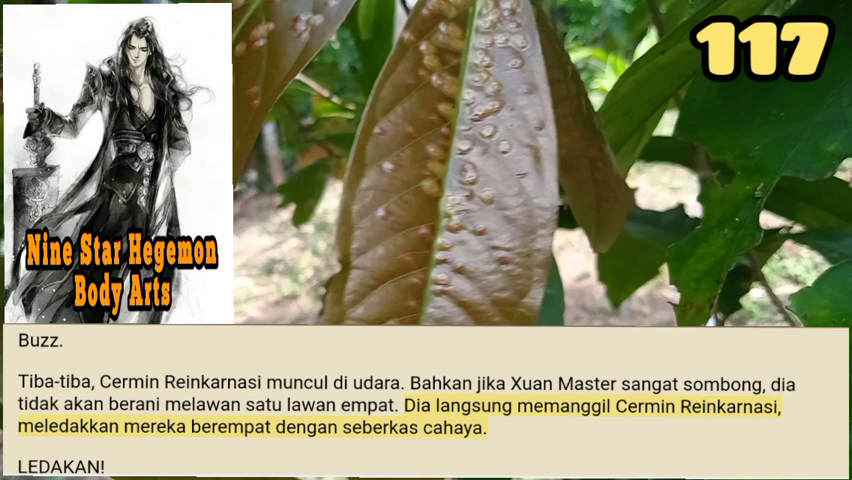 117
Nine Star Hegemon
Body Arts
Buzz.
Tiba-tiba, Cermin Reinkarnasi muncul di udara. Bahkan jika Xuan Master sangat sombong, dia
tidak akan berani melawan satu lawan empat. Dia langsung memanggil Cermin Reinkarnasi,
meledakkan mereka berempat dengan seberkas cahaya.
LEDAKAN!